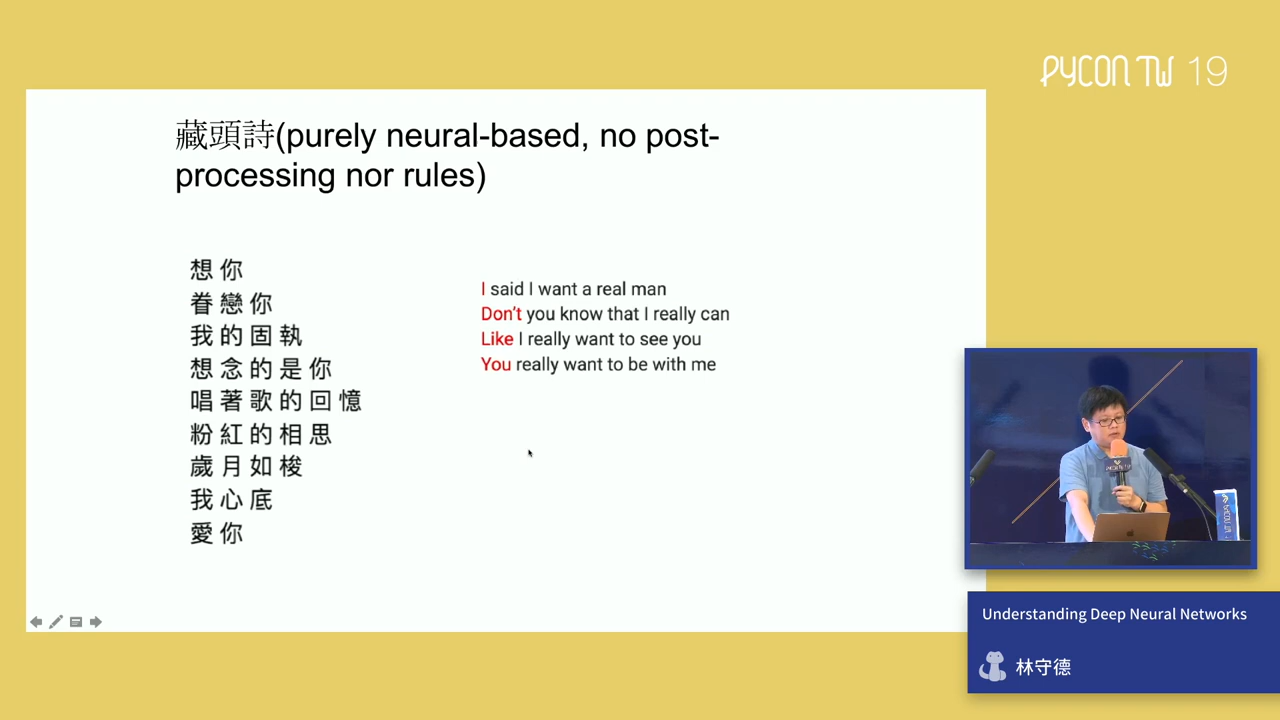 PYCON TW 19
藏頭詩(purely neural-based, no post-
processing nor rules)
想你
眷戀你
我的固執
想念的是你
唱著歌的回憶
粉紅的相思
歲月如梭
我心底
愛你
I said I want a real man
Don't you know that I really can
Like I really want to see you
You really want to be with me
Understanding Deep Neural Networks
林守德